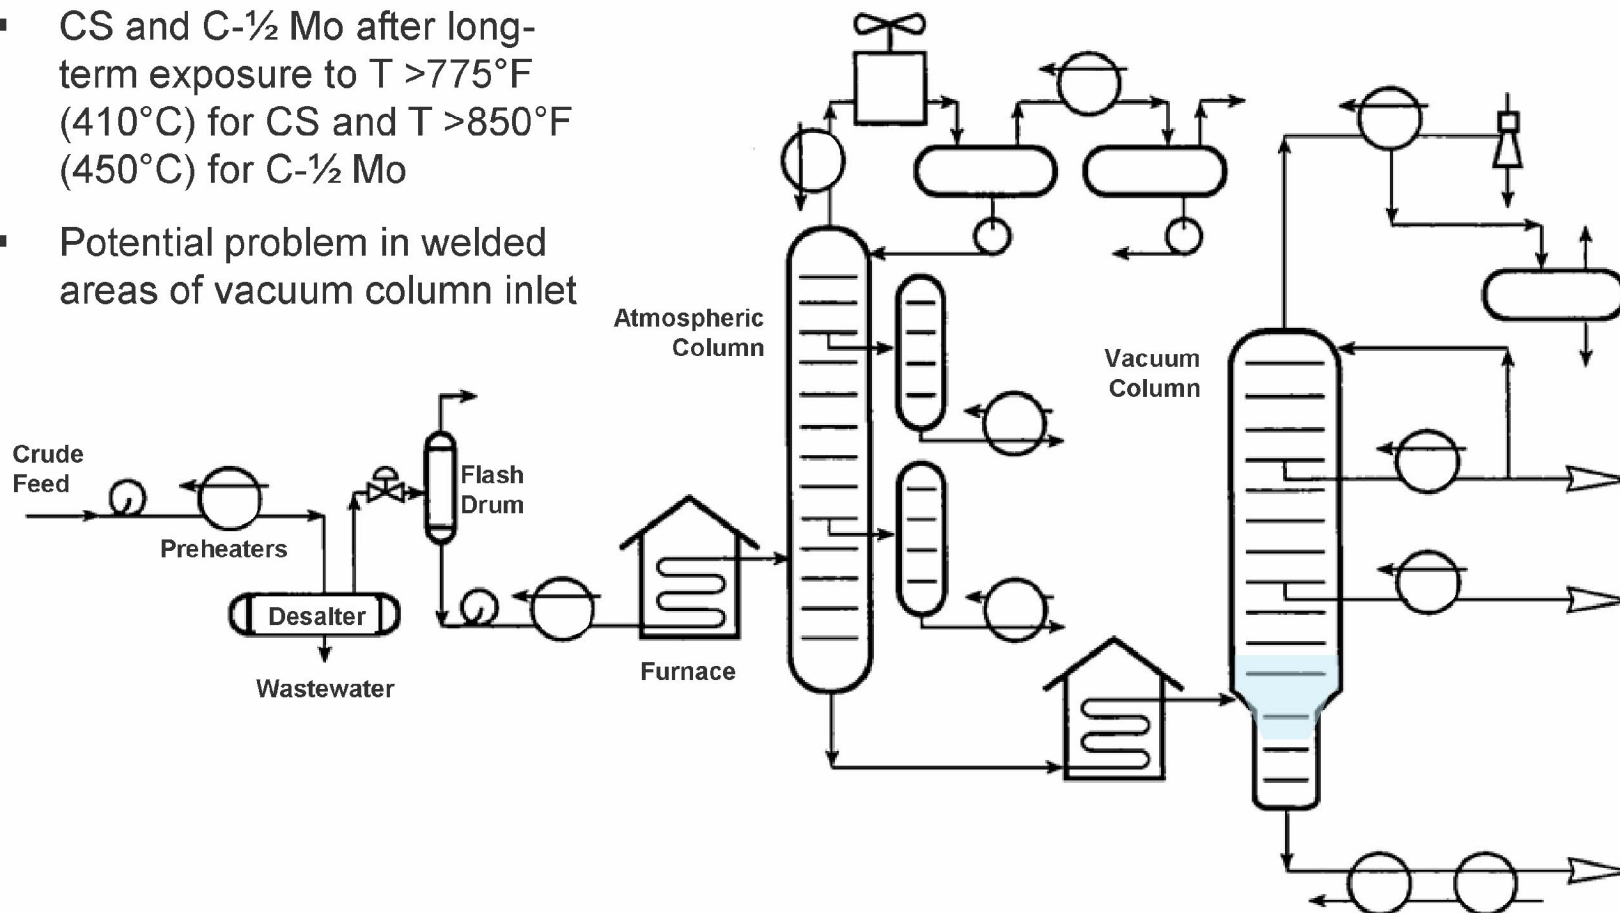 ▪ CS and C-½ Mo after long-
term exposure to T >775°F
(410°C) for CS and T >850°F
(450°C) for C-½ Mo
▪ Potential problem in welded
areas of vacuum column inlet
Atmospheric
Column
Vacuum
Column
Crude
Feed
Flash
Drum
Preheaters
Desalter
Furnace
Wastewater